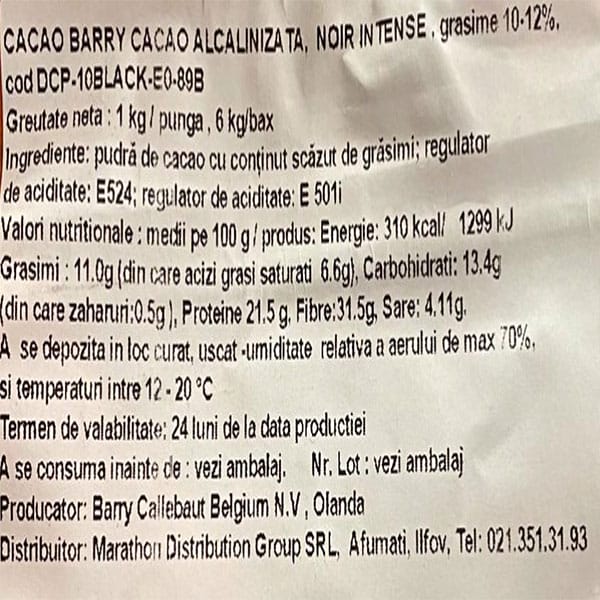 CACAO BARRY CACAO ALCALINIZATA, NOIR INTENSE, grasime 10-12%,
cod DCP-10BLACK-E0-89B
Greutate neta : 1 kg / punga , 6 kg/bax
Ingrediente: pudră de cacao cu conținut scăzut de grăsimi; regulator
de aciditate: E524; regulator de aciditate: E 501i
Valori nutritionale : medii pe 100 g / produs: Energie: 310 kcal/ 1299 kJ
Grasimi : 11.0g (din care acizi grasi saturati 6.6g), Carbohidrati: 13.4g
(din care zaharuri:0.5g ), Proteine 21.5 g, Fibre:31.5g, Sare: 4.11g.
A se depozita in loc curat, uscat -umiditate relativa a aerului de max 70%,
si temperaturi intre 12 - 20 °C
Termen de valabilitate: 24 luni de la data productiei
A se consuma inainte de : vezi ambalaj. Nr. Lot : vezi ambalaj
Producator: Barry Callebaut Belgium N.V , Olanda
Distribuitor: Marathon Distribution Group SRL, Afumati, Ilfov, Tel: 021.351.31.93